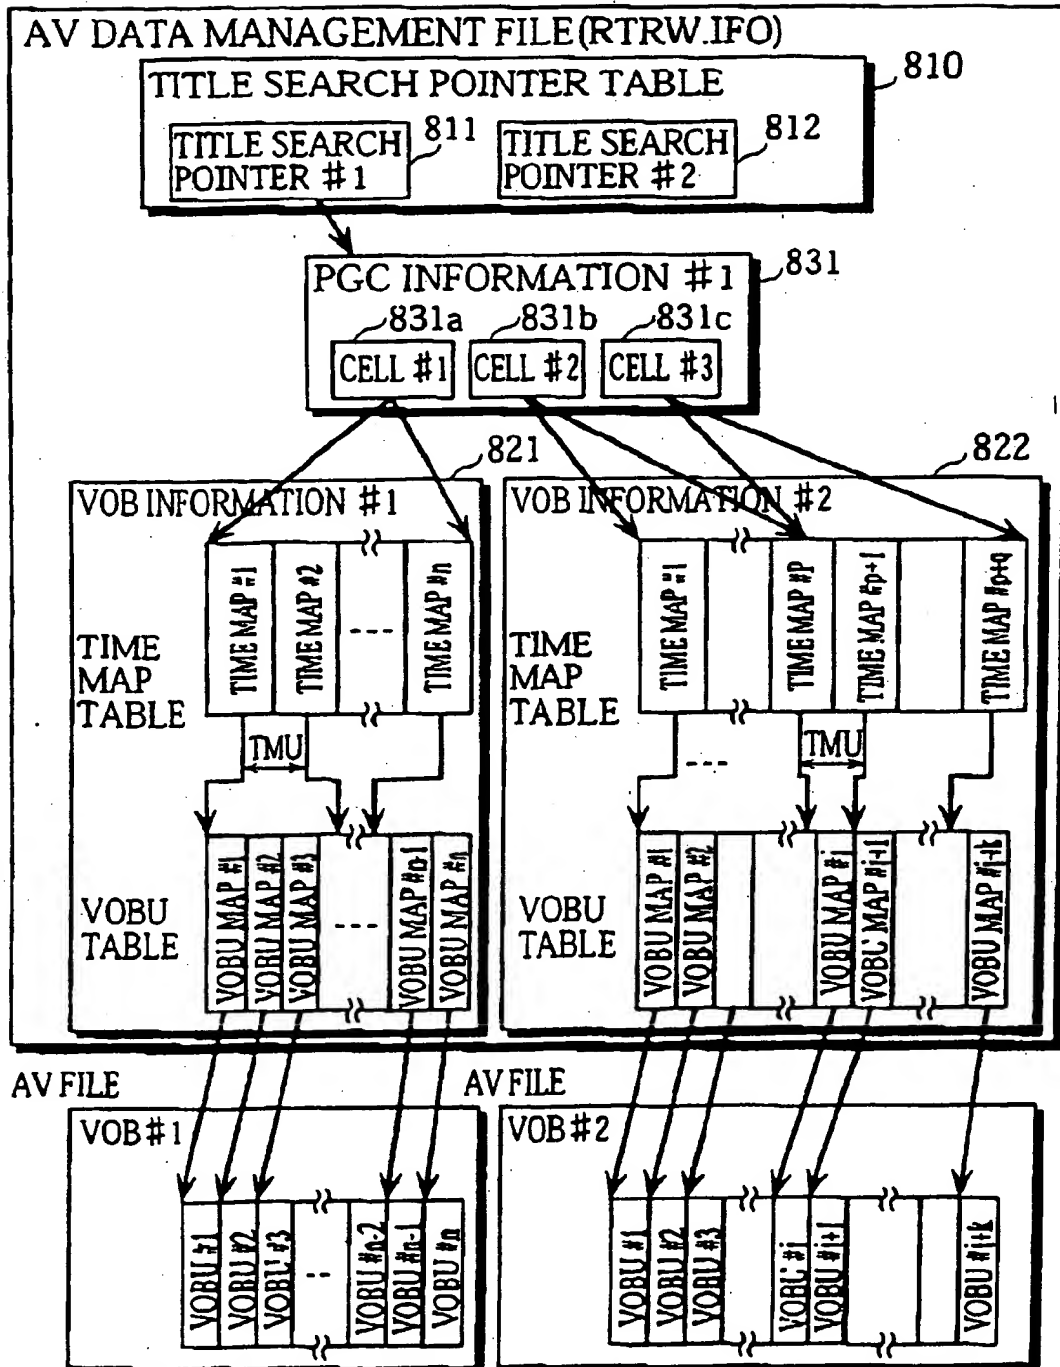 AV DATA MANAGEMENT FILE(RTRW.IFO)
TITLE SEARCH POINTER TABLE
810
TITLE SEARCH
POINTER #1
811
TITLE SEARCH
POINTER #2
812
PGC INFORMATION #1
831
831a
831b
831c
CELL #1
CELL #2
CELL #3
821
822
VOB INFORMATION #1
TIME
MAP
TABLE
TIME MAP #1
TIME MAP #2
----
TIME MAP #n
TMU
VOBU
TABLE
VOBU MAP #1
VOBU MAP #2
VOBU MAP #3
---
VOBU MAP #n-1
VOBU MAP #n
VOB INFORMATION #2
TIME
MAP
TABLE
TIME MAP #1
TIME MAP #P
TIME MAP #p+1
TIME MAP #p+q
---
TMU
VOBU
TABLE
VOBU MAP #1
VOBU MAP #2
VOBU MAP #i
VOBU MAP #i+1
VOBU MAP #i+k
AV FILE
VOB #1
VOBU #1
VOBU #2
VOBU #3
--
VOBU #n-2
VOBU #n-1
VOBU #n
AV FILE
VOB #2
VOBU #1
VOBU #2
VOBU #3
VOBU #i
VOBU #i+1
VOBU #i+k